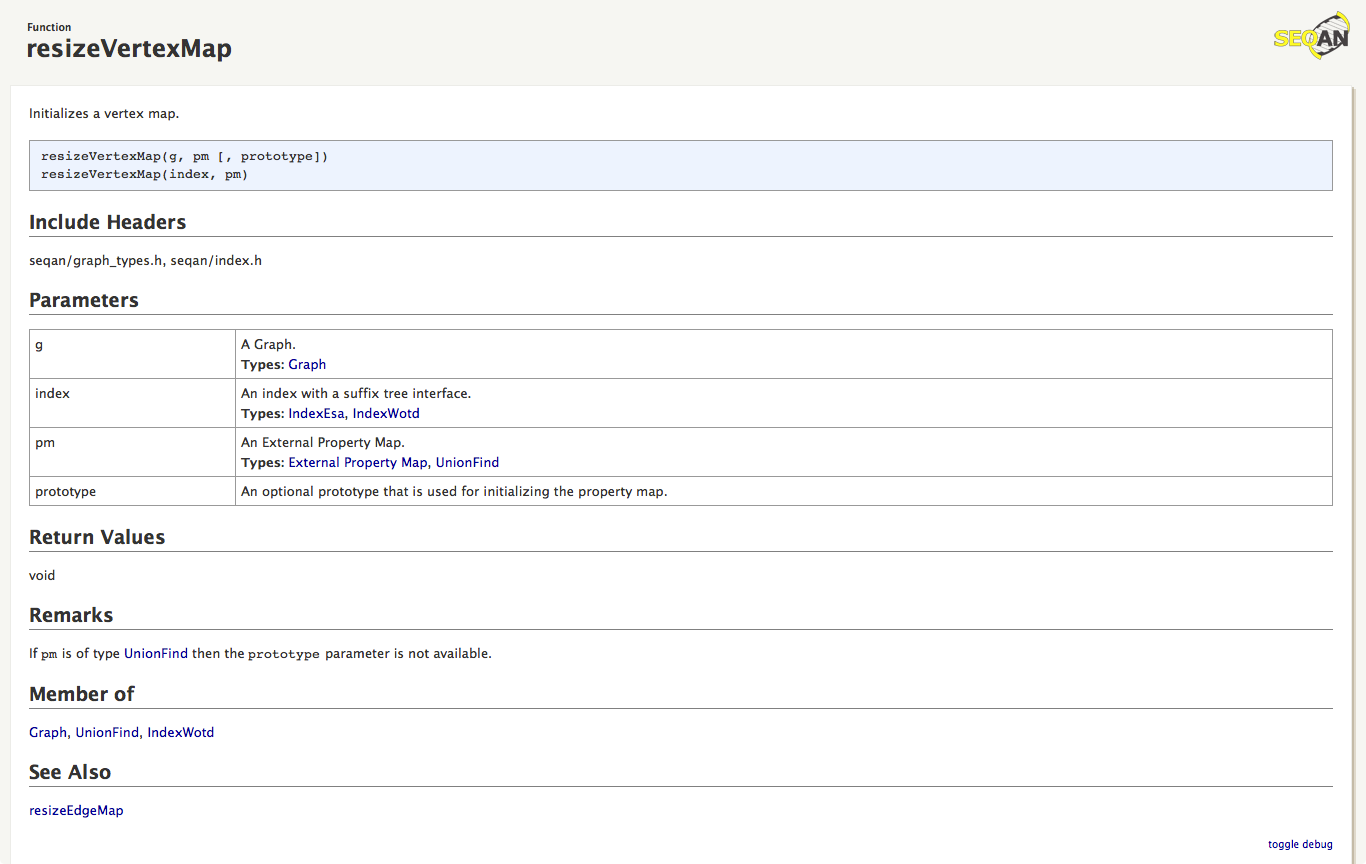 Function
resizeVertexMap
SEQAN
Initializes a vertex map.
resizeVertexMap(g, pm [, prototype])
resizeVertexMap(index, pm)
Include Headers
seqan/graph_types.h, seqan/index.h
Parameters
g
A Graph.
Types: Graph
index
An index with a suffix tree interface.
Types: IndexEsa, IndexWotd
pm
An External Property Map.
Types: External Property Map, UnionFind
prototype
An optional prototype that is used for initializing the property map.
Return Values
void
Remarks
If pm is of type UnionFind then the prototype parameter is not available.
Member of
Graph, UnionFind, IndexWotd
See Also
resizeEdgeMap
toggle debug